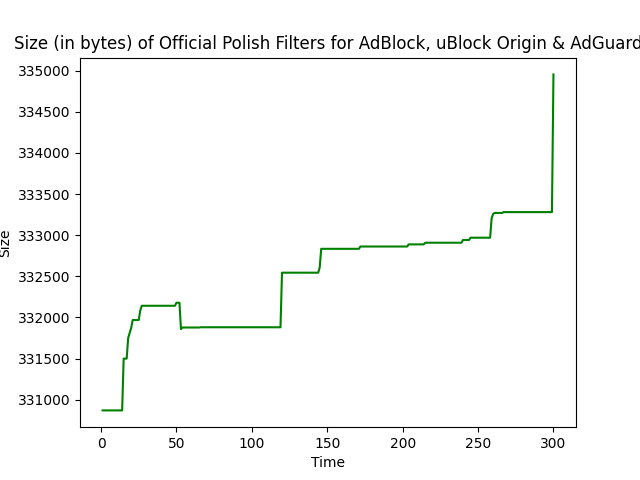 Size (in bytes) of Official Polish Filters for AdBlock, uBlock Origin & AdGuard
335000
334500
334000
333500
333000
332500
332000
331500
331000
Size
0 50 100 150 200 250 300
Time